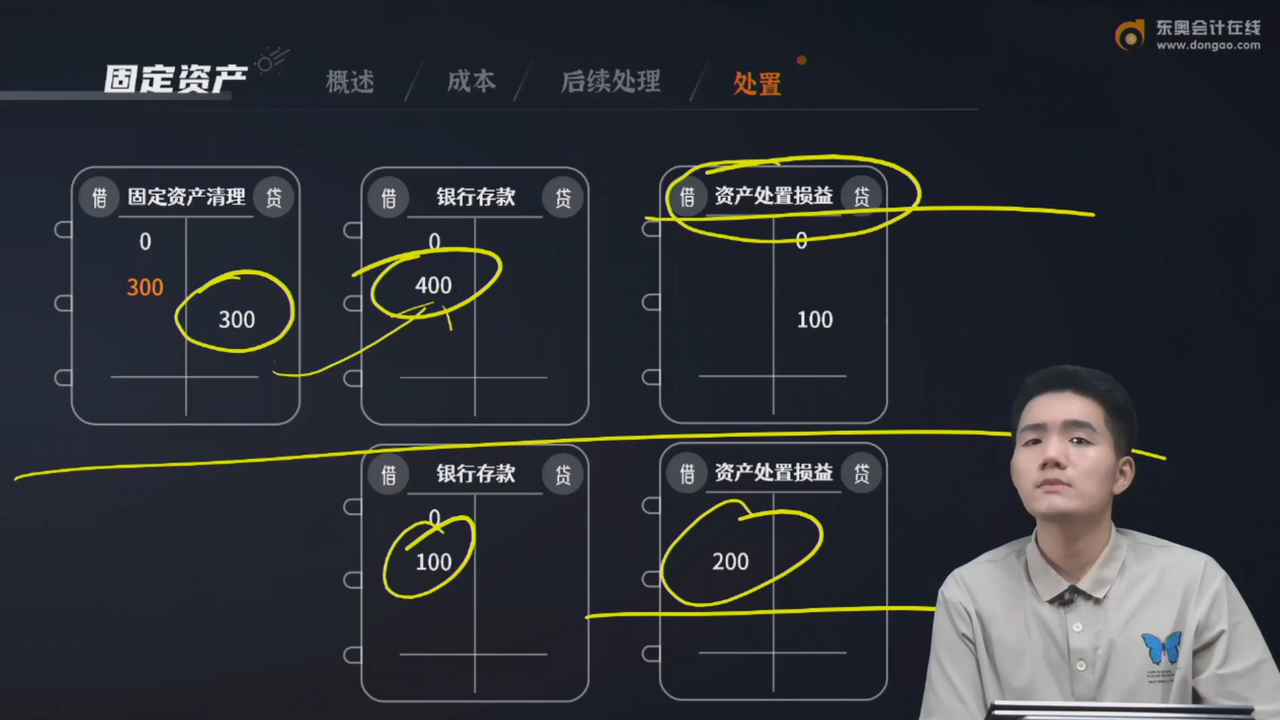 东奥会计在线
www.dongao.com
固定资产 概述 成本 后续处理 处置
借 固定资产清理 贷
0
300
300
借 银行存款 贷
0
400
借 资产处置损益 贷
0
100
借 银行存款 贷
0
100
借 资产处置损益 贷
200